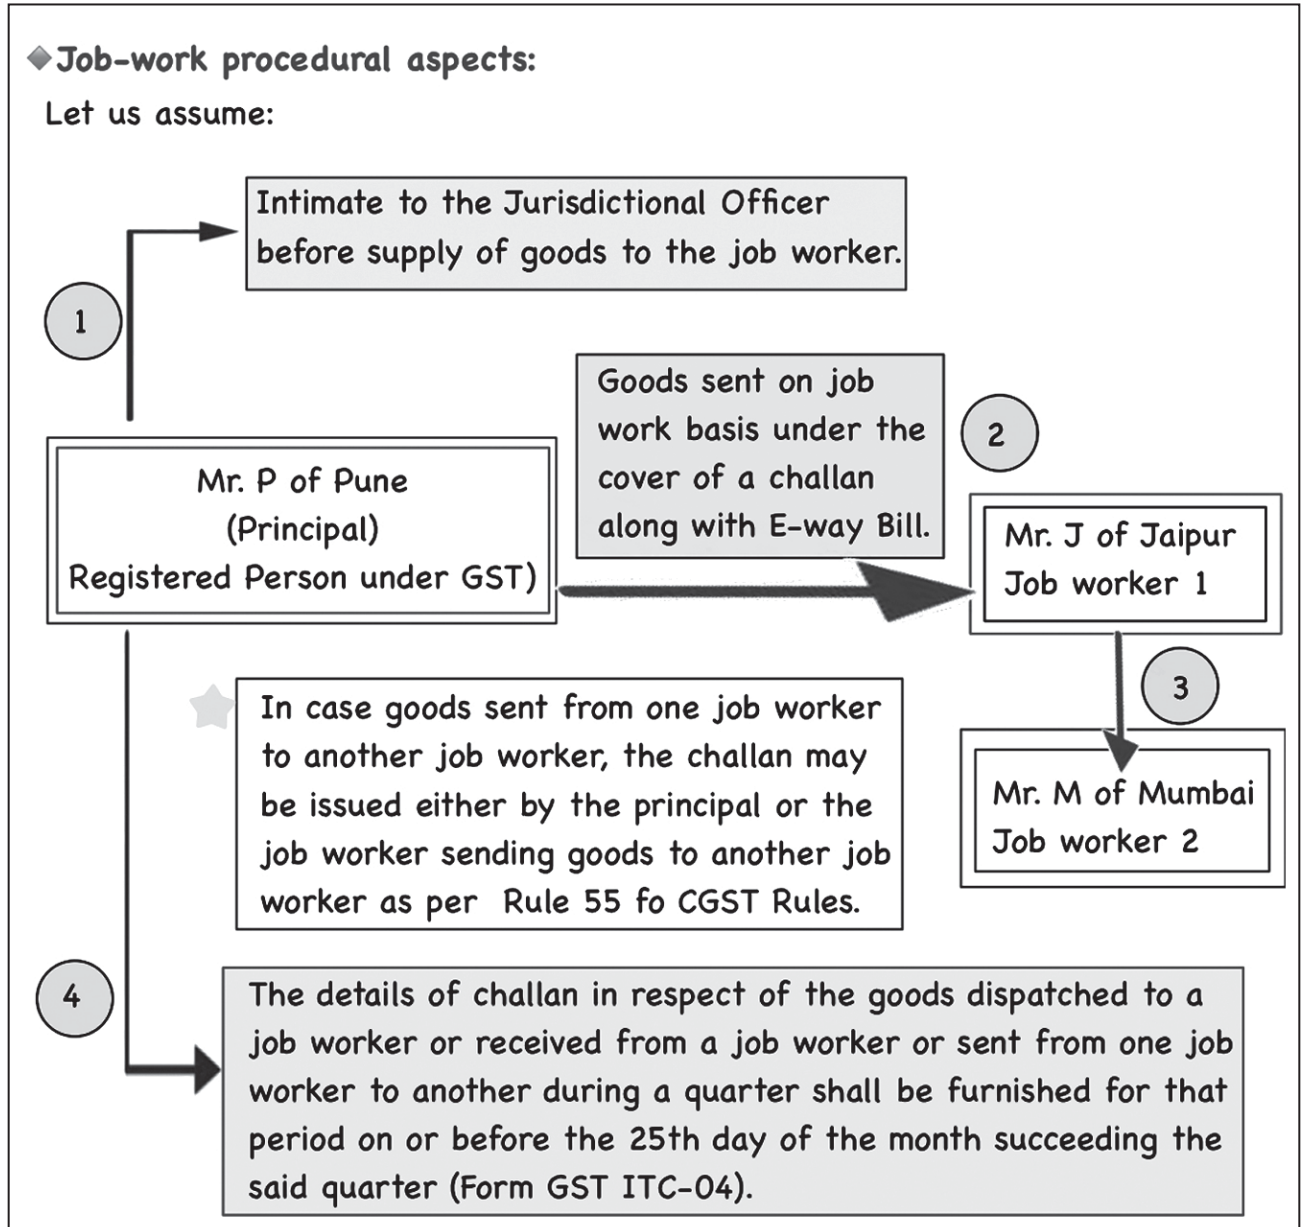 Job-work procedural aspects:
Let us assume:
Intimate to the Jurisdictional Officer
before supply of goods to the job worker.
1
Goods sent on job
work basis under the
cover of a challan
along with E-way Bill.
2
Mr. P of Pune
(Principal)
Registered Person under GST)
Mr. J of Jaipur
Job worker 1
3
In case goods sent from one job worker
to another job worker, the challan may
be issued either by the principal or the
job worker sending goods to another job
worker as per Rule 55 fo CGST Rules.
Mr. M of Mumbai
Job worker 2
4
The details of challan in respect of the goods dispatched to a
job worker or received from a job worker or sent from one job
worker to another during a quarter shall be furnished for that
period on or before the 25th day of the month succeeding the
said quarter (Form GST ITC-04).